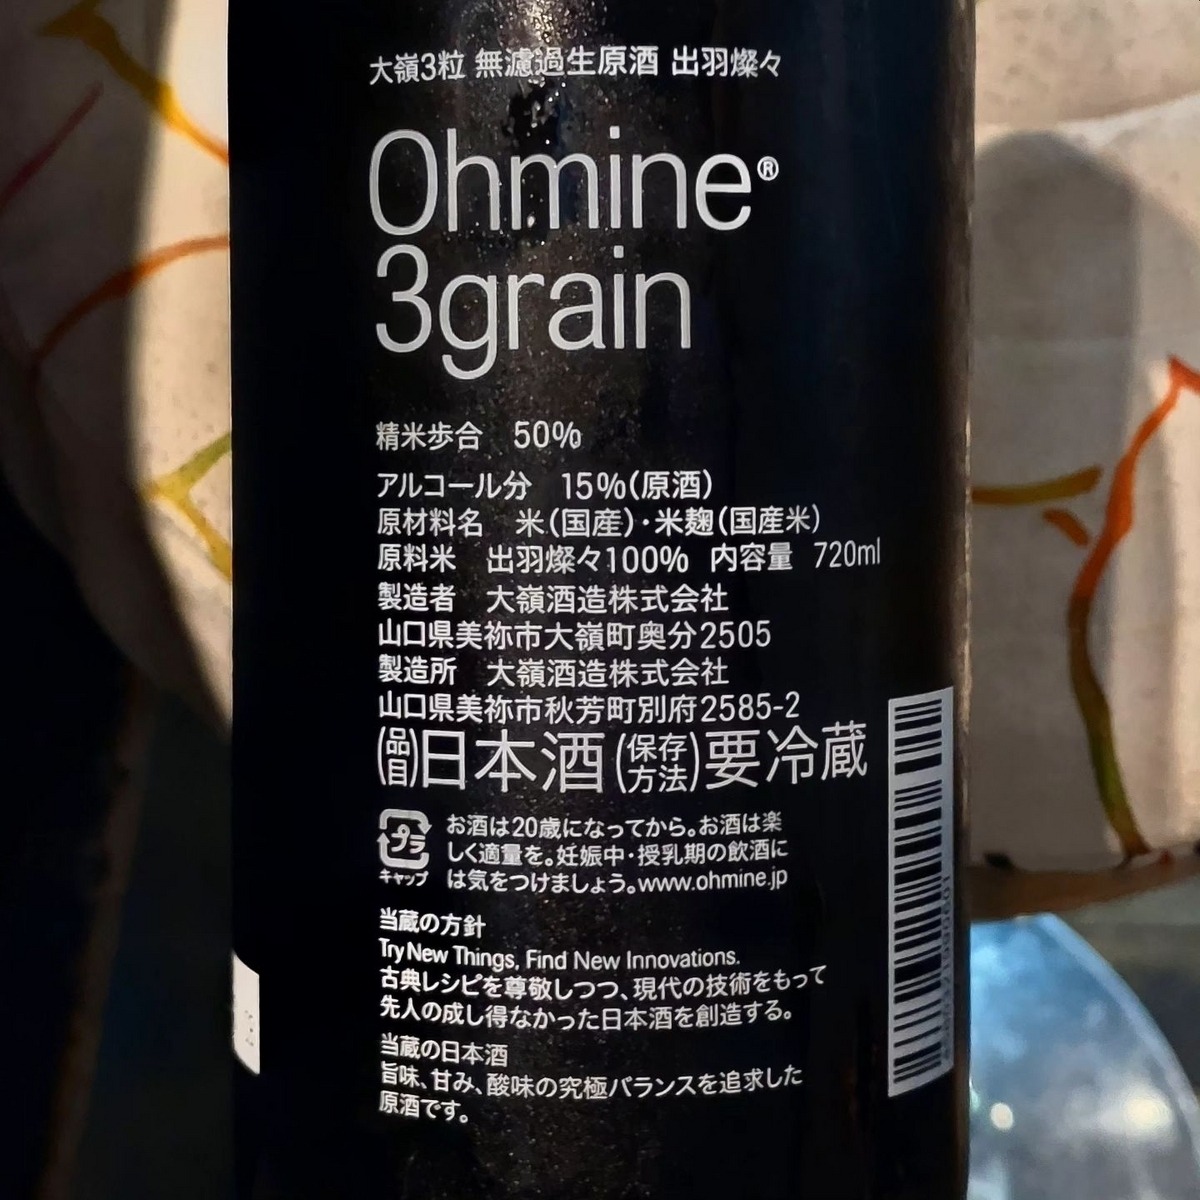 大嶺3粒 無濾過生原酒 出羽燦々
Ohmine®
3grain
精米歩合 50%
アルコール分 15%(原酒)
原材料名 米(国産)・米麹(国産米)
原料米 出羽燦々100% 内容量 720ml
製造者 大嶺酒造株式会社
山口県美祢市大嶺町奥分2505
製造所 大嶺酒造株式会社
山口県美祢市秋芳町別府2585-2
(品目)日本酒(保存方法)要冷蔵
プラ
キャップ
お酒は20歳になってから。お酒は楽
しく適量を。妊娠中・授乳期の飲酒に
は気をつけましょう。www.ohmine.jp
当蔵の方針
Try New Things, Find New Innovations.
古典レシピを尊敬しつつ、現代の技術をもって
先人の成し得なかった日本酒を創造する。
当蔵の日本酒
旨味、甘み、酸味の究極バランスを追求した
原酒です。